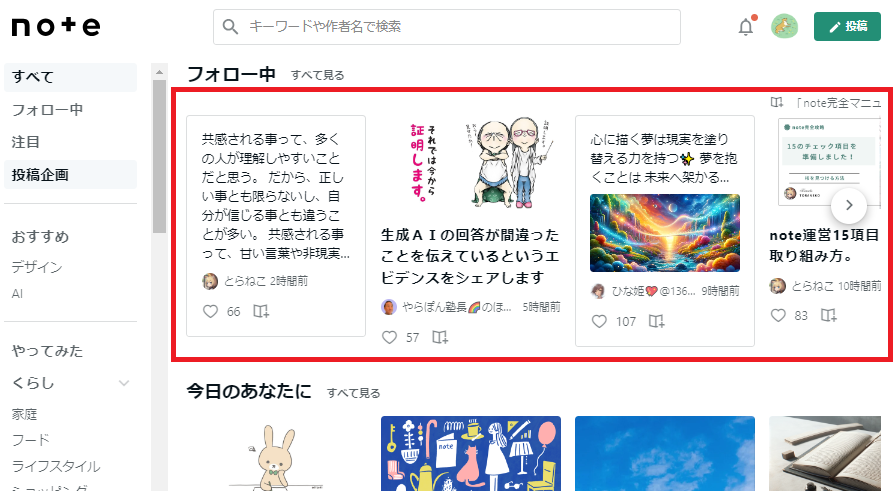 note
キーワードや作者名で検索
投稿
すべて
フォロー中
注目
投稿企画
おすすめ
デザイン
AI
やってみた
くらし
家庭
フード
ライフスタイル
ショッピング
フォロー中 すべて見る
共感される事って、多く
の人が理解しやすいこと
だと思う。 だから、正し
い事とも限らないし、自
分が信じる事とも違うこ
とが多い。 共感される事
って、甘い言葉や非現実...
とらねこ 2時間前
66
それでは今から
証明します。
生成ＡＩの回答が間違った
ことを伝えているというエ
ビデンスをシェアします
やらぽん塾長🌈のほ... 5時間前
57
心に描く夢は現実を塗り
替える力を持つ✨ 夢を抱
くことは 未来へ架かる...
ひな姫💖@136... 9時間前
107
「note完全マニュ
note完全攻略
15のチェック項目を
準備しました！
note運営15項目
取り組み方。
とらねこ 10時間前
83
今日のあなたに すべて見る
note